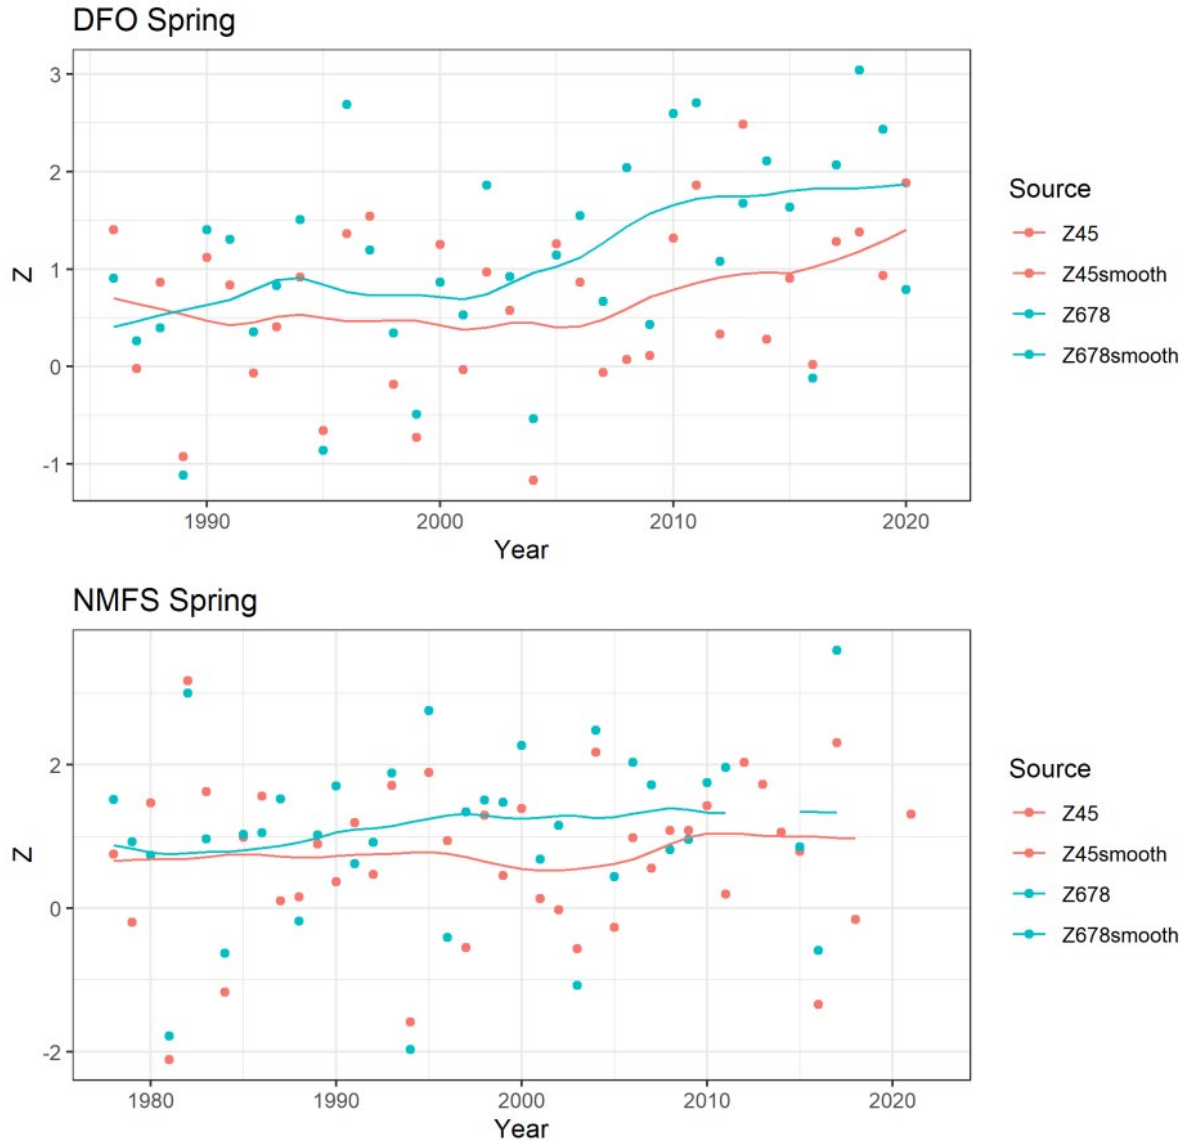 DFO Spring
3
2
1
0
-1
Z
1990 2000 2010 2020
Year
Source
Z45
Z45smooth
Z678
Z678smooth
NMFS Spring
2
0
-2
Z
1980 1990 2000 2010 2020
Year
Source
Z45
Z45smooth
Z678
Z678smooth